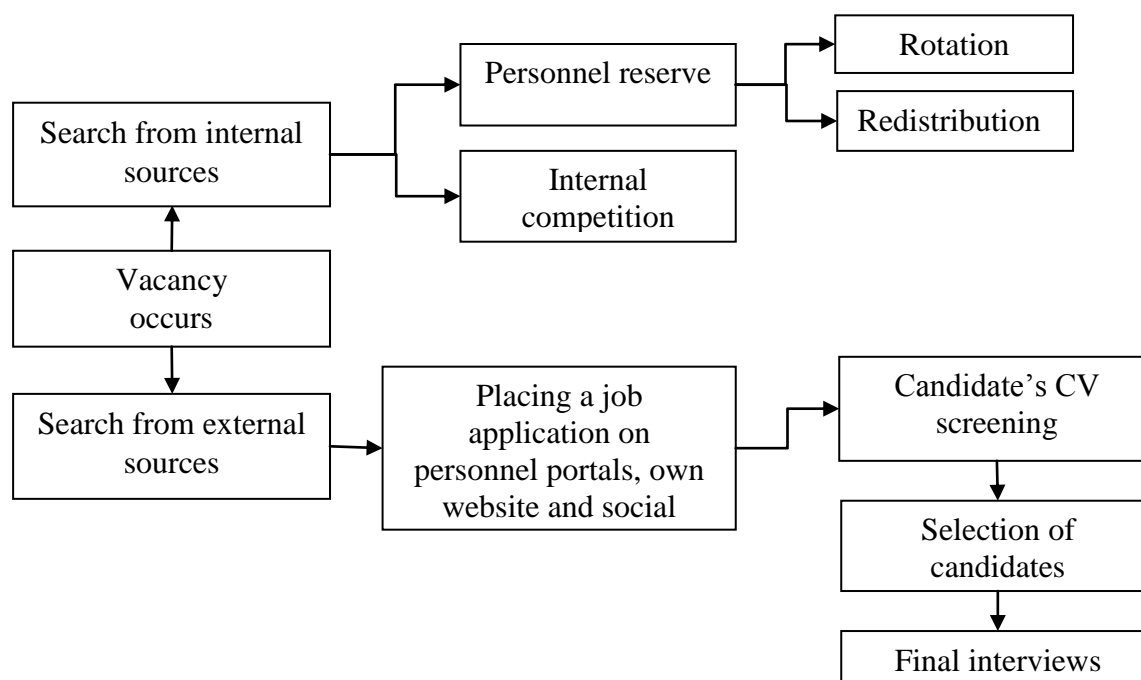 Rotation
Personnel reserve
Redistribution
Search from internal
sources
Internal
competition
Vacancy
occurs
Search from external
sources
Placing a job
application on
personnel portals, own
website and social
Candidate’s CV
screening
Selection of
candidates
Final interviews